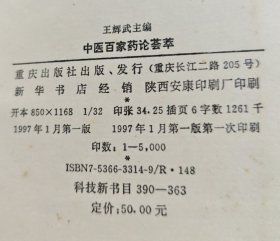 王辉武主编
中医百家药论荟萃
重庆出版社出版、发行（重庆长江二路205号）
新华书店经销 陕西安康印刷厂印刷
*
开本850×1168 1/32 印张34.25插页6字数1261千
1997年1月第一版 1997年1月第一版第一次印刷
印数：1—5,000
*
ISBN7-5366-3314-9/R·148
科技新书目390—363
定价：50.00元